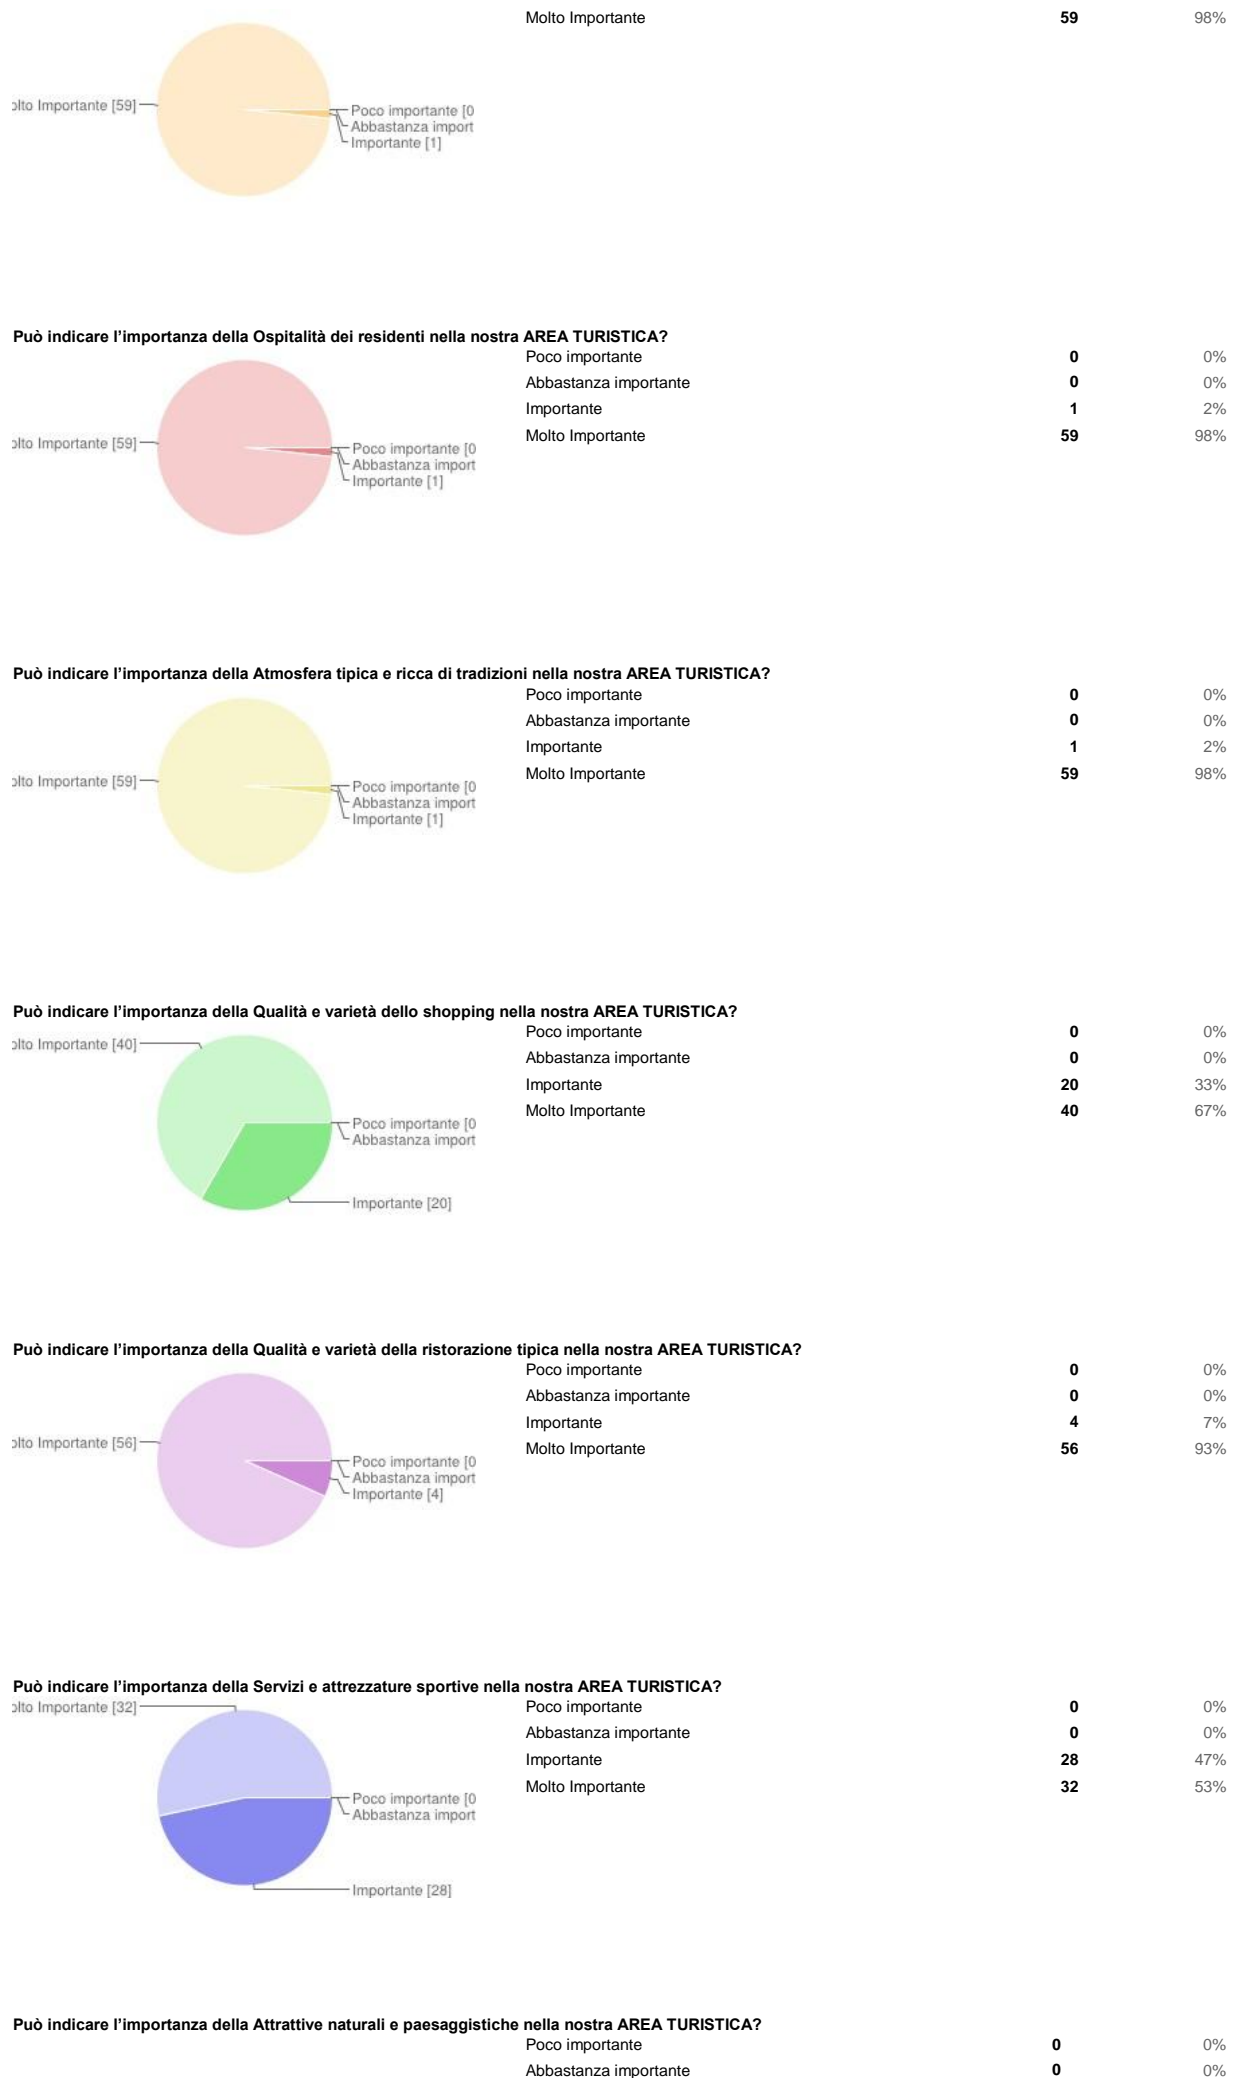 Molto Importante 59 98%
olto Importante [59]
Poco importante [0
Abbastanza import
Importante [1]
Può indicare l'importanza della Ospitalità dei residenti nella nostra AREA TURISTICA?
Poco importante 0 0%
Abbastanza importante 0 0%
Importante 1 2%
Molto Importante 59 98%
olto Importante [59]
Poco importante [0
Abbastanza import
Importante [1]
Può indicare l'importanza della Atmosfera tipica e ricca di tradizioni nella nostra AREA TURISTICA?
Poco importante 0 0%
Abbastanza importante 0 0%
Importante 1 2%
Molto Importante 59 98%
olto Importante [59]
Poco importante [0
Abbastanza import
Importante [1]
Può indicare l'importanza della Qualità e varietà dello shopping nella nostra AREA TURISTICA?
Poco importante 0 0%
Abbastanza importante 0 0%
Importante 20 33%
Molto Importante 40 67%
olto Importante [40]
Poco importante [0
Abbastanza import
Importante [20]
Può indicare l'importanza della Qualità e varietà della ristorazione tipica nella nostra AREA TURISTICA?
Poco importante 0 0%
Abbastanza importante 0 0%
Importante 4 7%
Molto Importante 56 93%
olto Importante [56]
Poco importante [0
Abbastanza import
Importante [4]
Può indicare l'importanza della Servizi e attrezzature sportive nella nostra AREA TURISTICA?
Poco importante 0 0%
Abbastanza importante 0 0%
Importante 28 47%
Molto Importante 32 53%
olto Importante [32]
Poco importante [0
Abbastanza import
Importante [28]
Può indicare l'importanza della Attrattive naturali e paesaggistiche nella nostra AREA TURISTICA?
Poco importante 0 0%
Abbastanza importante 0 0%